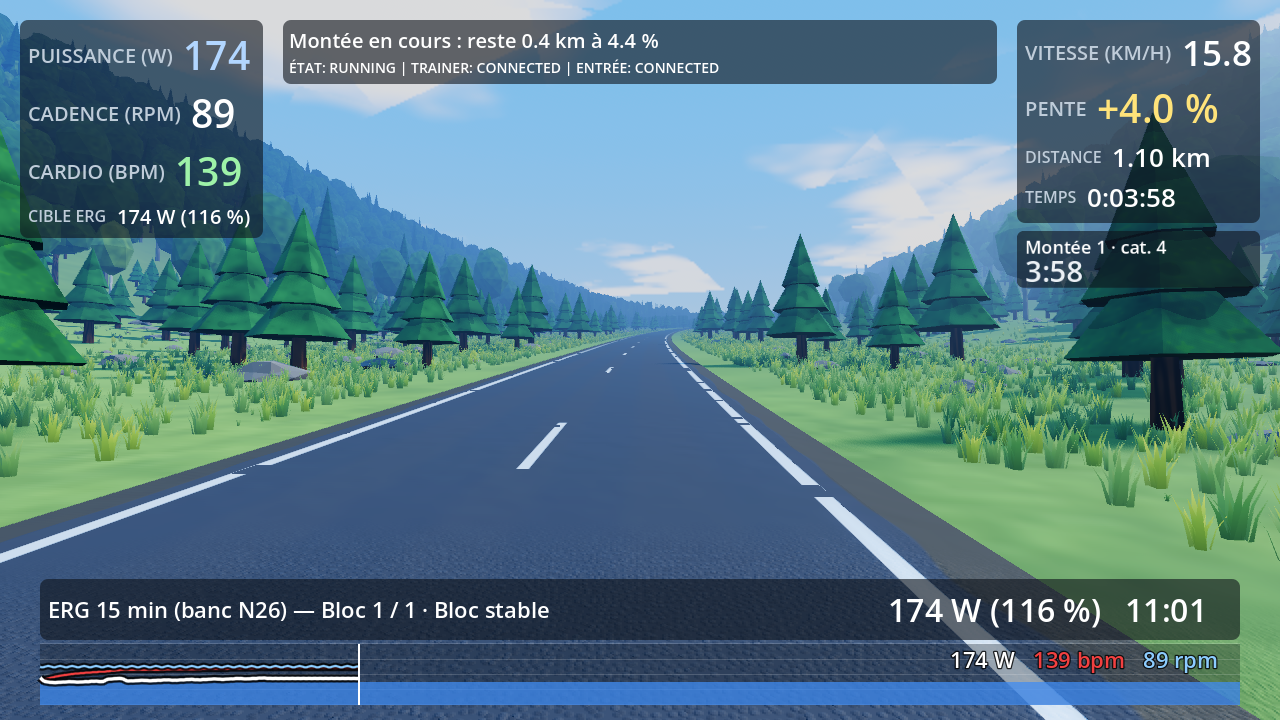 PUISSANCE (W) 174
CADENCE (RPM) 89
CARDIO (BPM) 139
CIBLE ERG 174 W (116 %)
Montée en cours : reste 0.4 km à 4.4 %
ÉTAT: RUNNING | TRAINER: CONNECTED | ENTRÉE: CONNECTED
VITESSE (KM/H) 15.8
PENTE +4.0 %
DISTANCE 1.10 km
TEMPS 0:03:58
Montée 1 · cat. 4
3:58
ERG 15 min (banc N26) — Bloc 1 / 1 · Bloc stable 174 W (116 %) 11:01
174 W 139 bpm 89 rpm